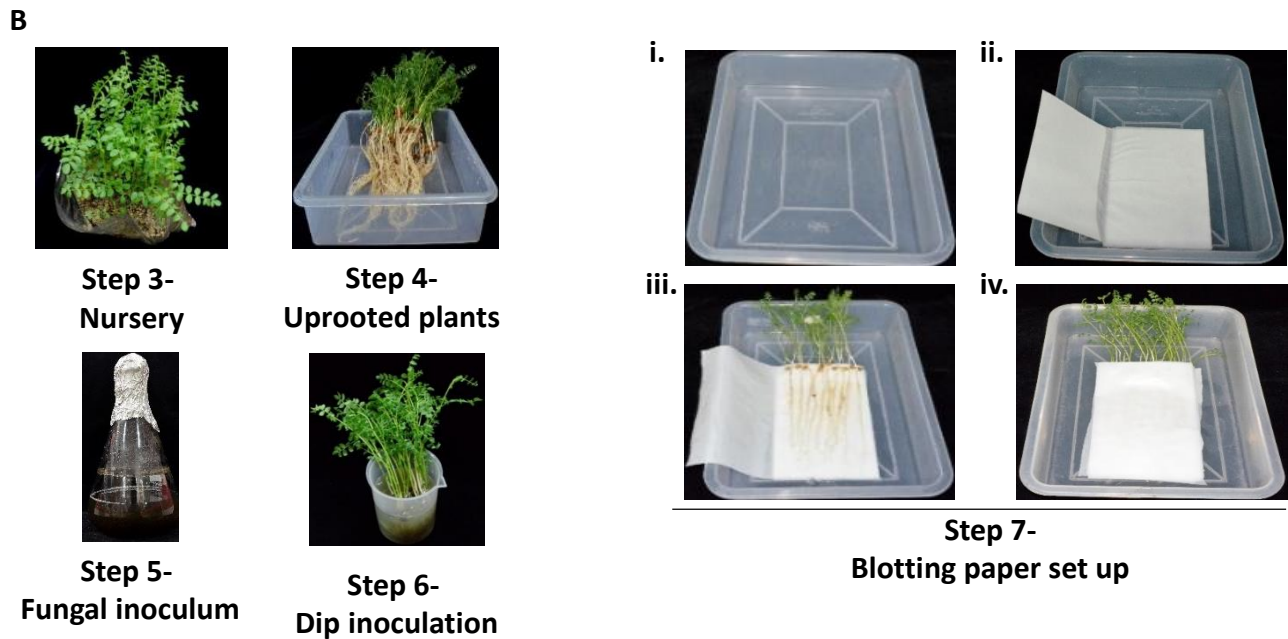 B
Step 3-
Nursery
Step 4-
Uprooted plants
Step 5-
Fungal inoculum
Step 6-
Dip inoculation
i.
ii.
iii.
iv.
Step 7-
Blotting paper set up